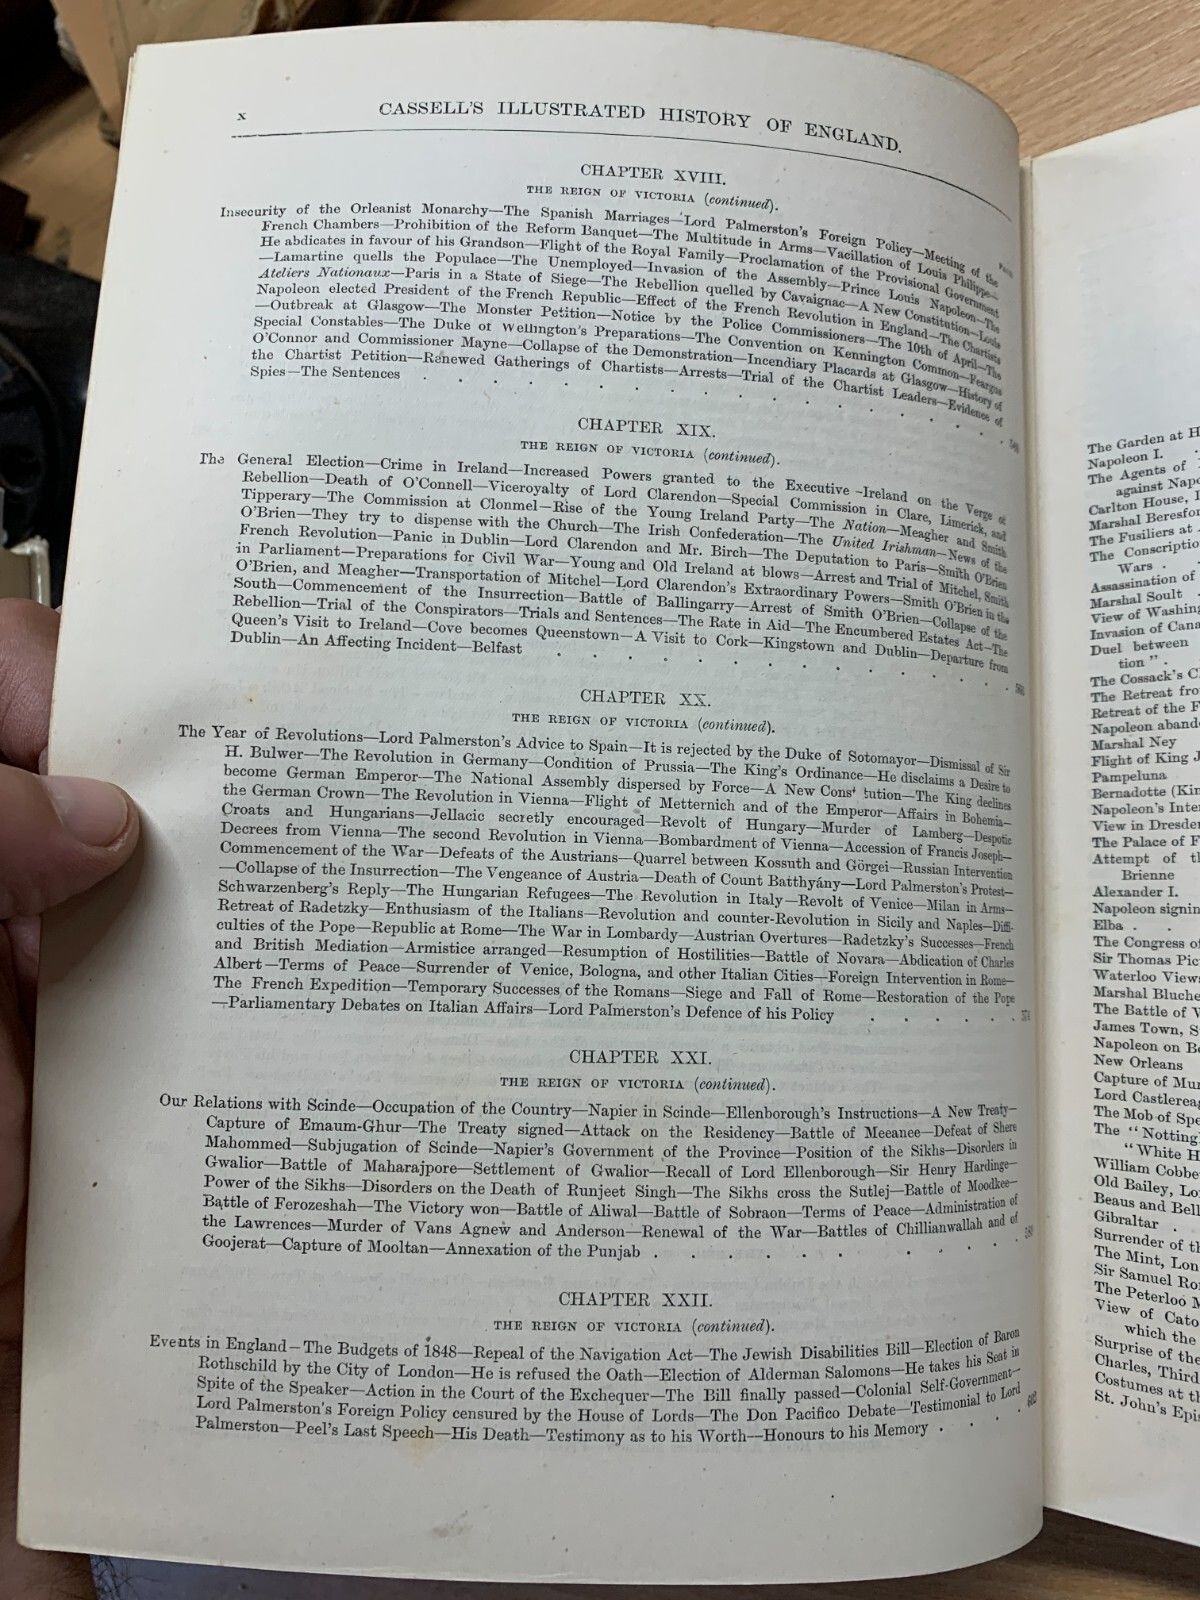 x CASSELL'S ILLUSTRATED HISTORY OF ENGLAND.
CHAPTER XVIII.
THE REIGN OF VICTORIA (continued).
Insecurity of the Orleanist Monarchy—The Spanish Marriages—Lord Palmerston's Foreign Policy—Meeting of the
French Chambers—Prohibition of the Reform Banquet—The Multitude in Arms—Vacillation of Louis Philippe—
He abdicates in favour of his Grandson—Flight of the Royal Family—Proclamation of the Provisional Government
—Lamartine quells the Populace—The Unemployed—Invasion of the Assembly—Prince Louis Napoleon—The
Ateliers Nationaux—Paris in a State of Siege—The Rebellion quelled by Cavaignac—A New Constitution—Louis
Napoleon elected President of the French Republic—Effect of the French Revolution in England—The Chartists
—Outbreak at Glasgow—The Monster Petition—Notice by the Police Commissioners—The 10th of April—The
Special Constables—The Duke of Wellington's Preparations—The Convention on Kennington Common—Feargus
O'Connor and Commissioner Mayne—Collapse of the Demonstration—Incendiary Placards at Glasgow—History of
the Chartist Petition—Renewed Gatherings of Chartists—Arrests—Trial of the Chartist Leaders—Evidence of
Spies—The Sentences
CHAPTER XIX.
THE REIGN OF VICTORIA (continued).
The General Election—Crime in Ireland—Increased Powers granted to the Executive—Ireland on the Verge of
Rebellion—Death of O'Connell—Viceroyalty of Lord Clarendon—Special Commission in Clare, Limerick, and
Tipperary—The Commission at Clonmel—Rise of the Young Ireland Party—The Nation—Meagher and Smith
O'Brien—They try to dispense with the Church—The Irish Confederation—The United Irishman—News of the
French Revolution—Panic in Dublin—Lord Clarendon and Mr. Birch—The Deputation to Paris—Smith O'Brien
in Parliament—Preparations for Civil War—Young and Old Ireland at blows—Arrest and Trial of Mitchel, Smith
O'Brien, and Meagher—Transportation of Mitchel—Lord Clarendon's Extraordinary Powers—Smith O'Brien in the
South—Commencement of the Insurrection—Battle of Ballingarry—Arrest of Smith O'Brien—Collapse of the
Rebellion—Trial of the Conspirators—Trials and Sentences—The Rate in Aid—The Encumbered Estates Act—The
Queen's Visit to Ireland—Cove becomes Queenstown—A Visit to Cork—Kingstown and Dublin—Departure from
Dublin—An Affecting Incident—Belfast
CHAPTER XX.
THE REIGN OF VICTORIA (continued).
The Year of Revolutions—Lord Palmerston's Advice to Spain—It is rejected by the Duke of Sotomayor—Dismissal of Sir
H. Bulwer—The Revolution in Germany—Condition of Prussia—The King's Ordinance—He disclaims a Desire to
become German Emperor—The National Assembly dispersed by Force—A New Cons tution—The King declines
the German Crown—The Revolution in Vienna—Flight of Metternich and of the Emperor—Affairs in Bohemia—
Croats and Hungarians—Jellacic secretly encouraged—Revolt of Hungary—Murder of Lamberg—Despotic
Decrees from Vienna—The second Revolution in Vienna—Bombardment of Vienna—Accession of Francis Joseph—
Commencement of the War—Defeats of the Austrians—Quarrel between Kossuth and Görgei—Russian Intervention
—Collapse of the Insurrection—The Vengeance of Austria—Death of Count Batthyány—Lord Palmerston's Protest—
Schwarzenberg's Reply—The Hungarian Refugees—The Revolution in Italy—Revolt of Venice—Milan in Arms—
Retreat of Radetzky—Enthusiasm of the Italians—Revolution and counter-Revolution in Sicily and Naples—Diffi-
culties of the Pope—Republic at Rome—The War in Lombardy—Austrian Overtures—Radetzky's Successes—French
and British Mediation—Armistice arranged—Resumption of Hostilities—Battle of Novara—Abdication of Charles
Albert—Terms of Peace—Surrender of Venice, Bologna, and other Italian Cities—Foreign Intervention in Rome—
The French Expedition—Temporary Successes of the Romans—Siege and Fall of Rome—Restoration of the Pope
—Parliamentary Debates on Italian Affairs—Lord Palmerston's Defence of his Policy
CHAPTER XXI.
THE REIGN OF VICTORIA (continued).
Our Relations with Scinde—Occupation of the Country—Napier in Scinde—Ellenborough's Instructions—A New Treaty—
Capture of Emaum-Ghur—The Treaty signed—Attack on the Residency—Battle of Meeanee—Defeat of Shere
Mahommed—Subjugation of Scinde—Napier's Government of the Province—Position of the Sikhs—Disorders in
Gwalior—Battle of Maharajpore—Settlement of Gwalior—Recall of Lord Ellenborough—Sir Henry Hardinge—
Power of the Sikhs—Disorders on the Death of Runjeet Singh—The Sikhs cross the Sutlej—Battle of Moodkee—
Battle of Ferozeshah—The Victory won—Battle of Aliwal—Battle of Sobraon—Terms of Peace—Administration of
the Lawrences—Murder of Vans Agnew and Anderson—Renewal of the War—Battles of Chillianwallah and of
Goojerat—Capture of Mooltan—Annexation of the Punjab
CHAPTER XXII.
THE REIGN OF VICTORIA (continued).
Events in England—The Budgets of 1848—Repeal of the Navigation Act—The Jewish Disabilities Bill—Election of Baron
Rothschild by the City of London—He is refused the Oath—Election of Alderman Salomons—He takes his Seat in
Spite of the Speaker—Action in the Court of the Exchequer—The Bill finally passed—Colonial Self-Government—
Lord Palmerston's Foreign Policy censured by the House of Lords—The Don Pacifico Debate—Testimonial to Lord
Palmerston—Peel's Last Speech—His Death—Testimony as to his Worth—Honours to his Memory . . . 602
The Garden at H
Napoleon I.
The Agents of
against Napo
Carlton House,
Marshal Beresfor
The Fusiliers at
The Conscriptio
Wars .
Assassination of
Marshal Soult
View of Washing
Invasion of Cana
Duel between
tion" .
The Cossack's C
The Retreat fro
Retreat of the F
Napoleon aband
Marshal Ney
Flight of King J
Pampeluna
Bernadotte (Kin
Napoleon's Inter
View in Dresde
The Palace of F
Attempt of t
Brienne
Alexander I.
Napoleon signin
Elba .
The Congress of
Sir Thomas Pic
Waterloo Views
Marshal Bluche
The Battle of
James Town, S
Napoleon on Be
New Orleans
Capture of Mur
Lord Castlereag
The Mob of Spe
The "Notting
"White H
William Cobbe
Old Bailey, Lo
Beaus and Bell
Gibraltar
Surrender of th
The Mint, Lon
Sir Samuel Ro
The Peterloo M
View of Cato
which the
Surprise of the
Charles, Third
Costumes at th
St. John's Epi